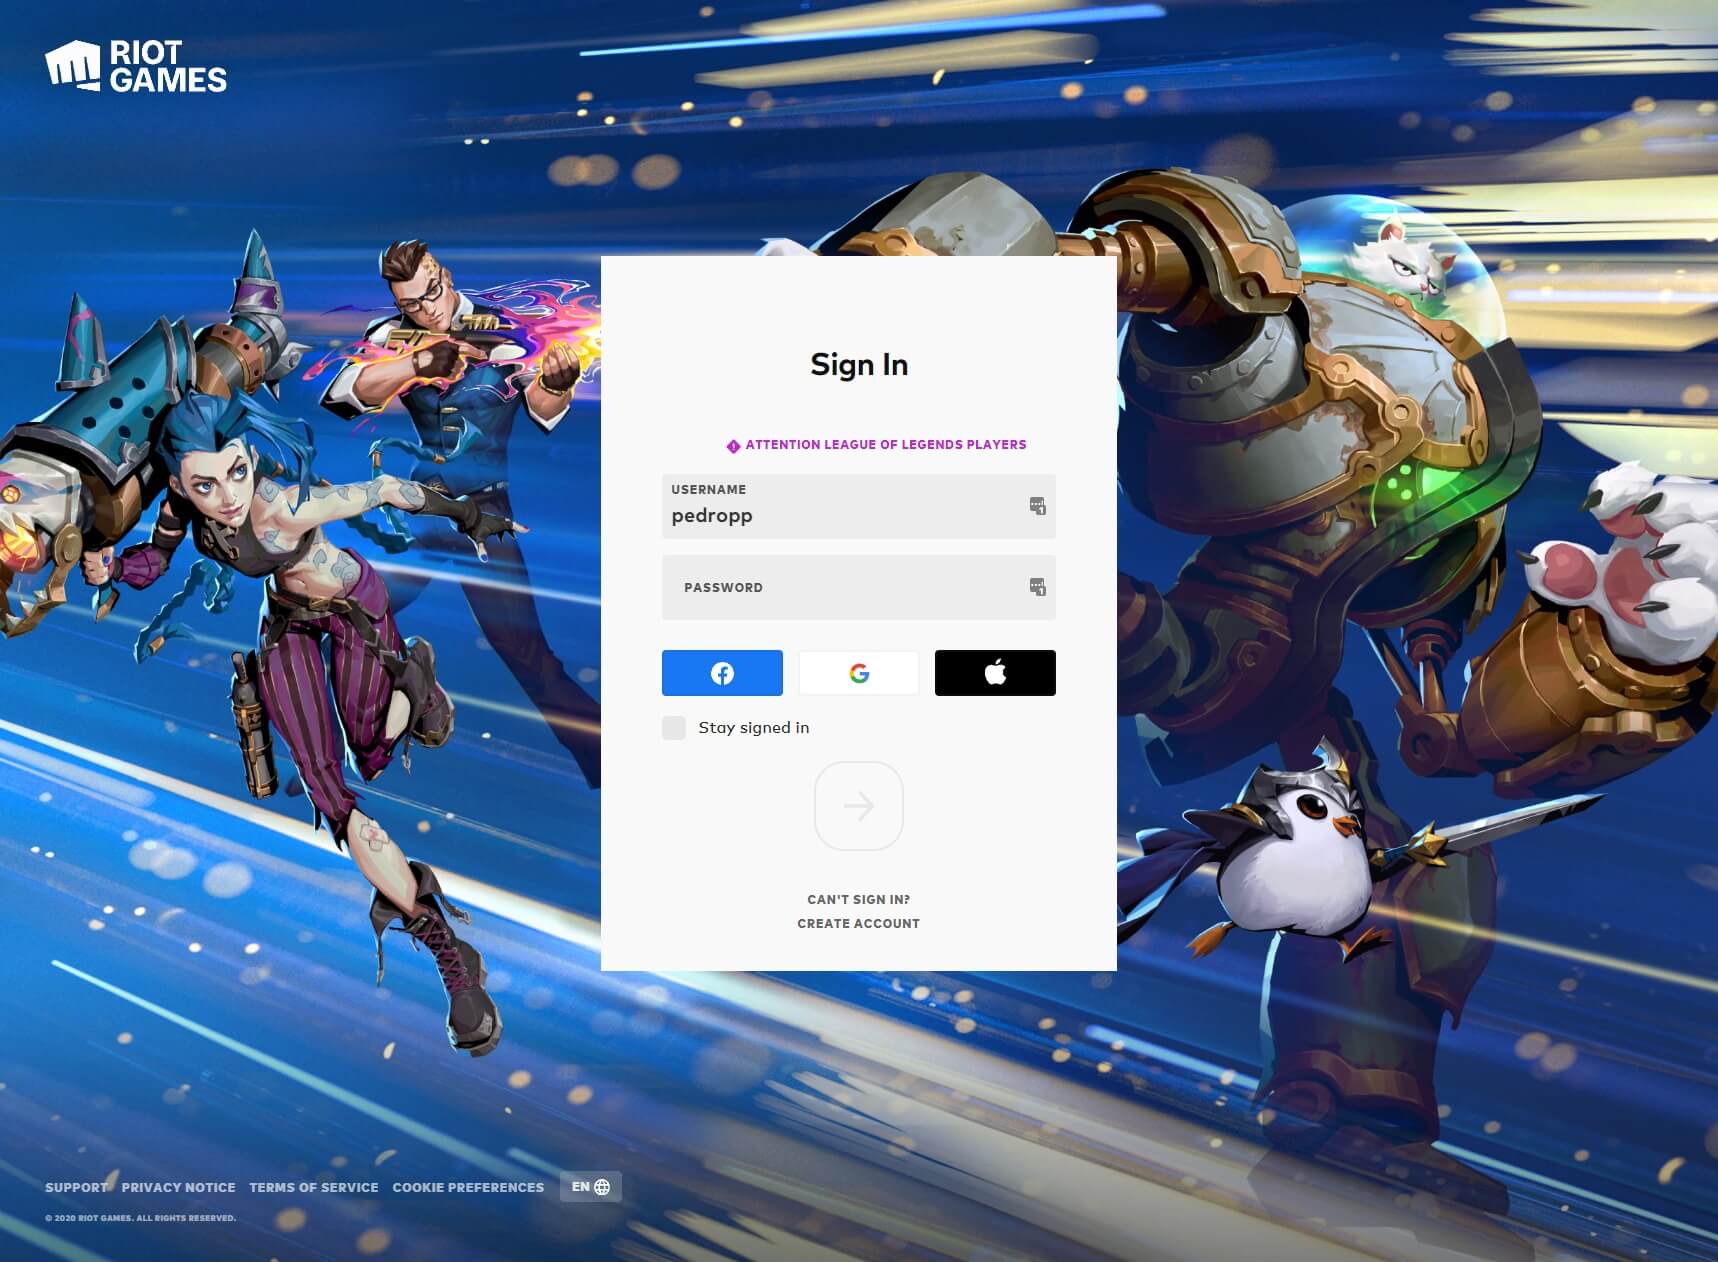 RIOT
GAMES
Sign In
ATTENTION LEAGUE OF LEGENDS PLAYERS
USERNAME
pedropp
PASSWORD
Stay signed in
CAN'T SIGN IN?
CREATE ACCOUNT
SUPPORT PRIVACY NOTICE TERMS OF SERVICE COOKIE PREFERENCES EN
© 2020 RIOT GAMES. ALL RIGHTS RESERVED.